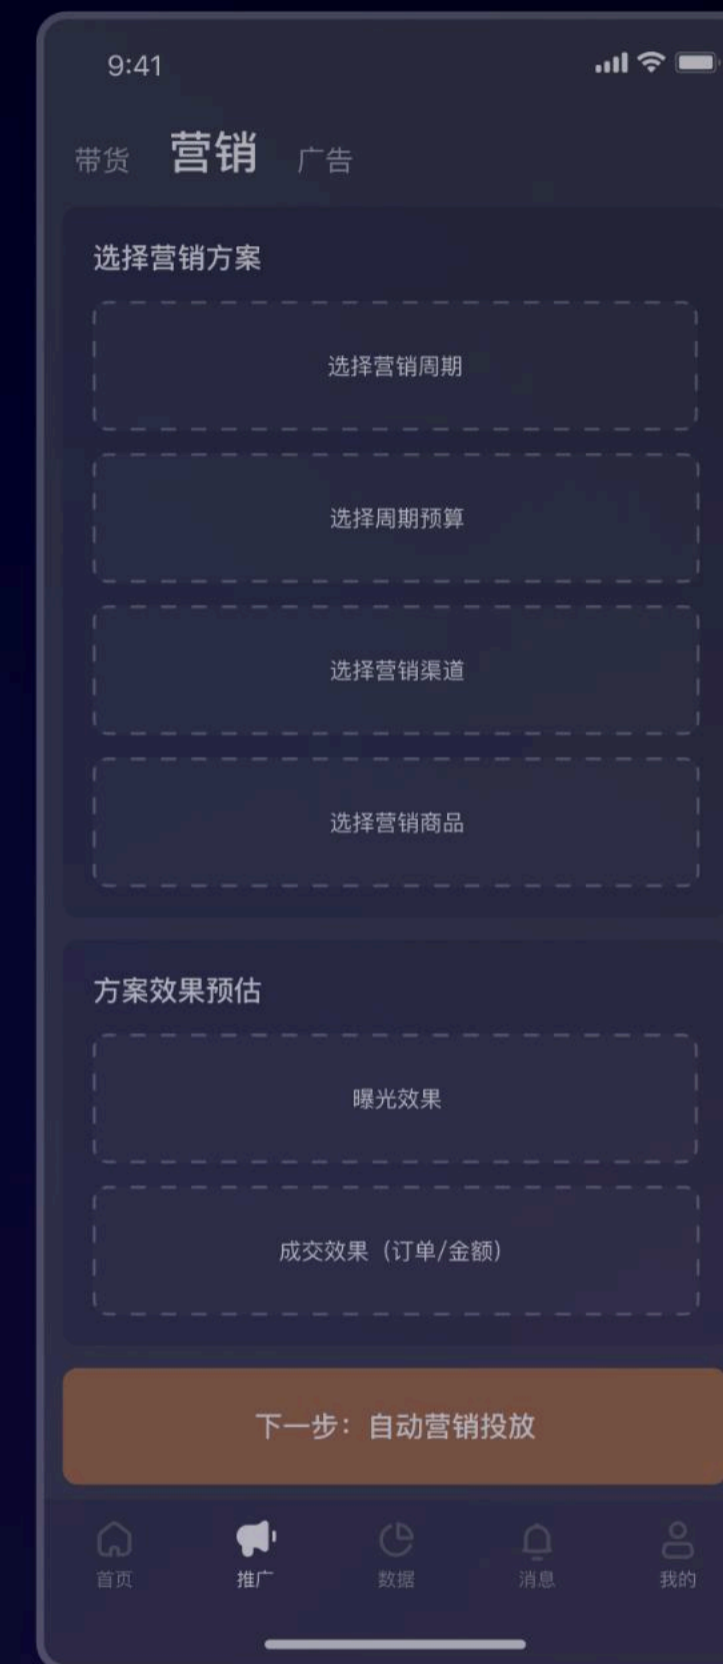 9:41
带货 营销 广告
选择营销方案
选择营销周期
选择周期预算
选择营销渠道
选择营销商品
方案效果预估
曝光效果
成交效果（订单/金额）
下一步：自动营销投放
首页 推广 数据 消息 我的